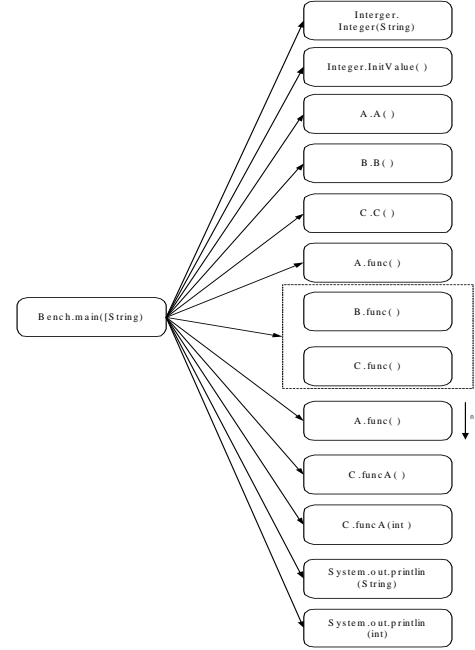 Interger.
Integer(String)
Integer.InitValue( )
A.A( )
B.B( )
C.C( )
A.func( )
Bench.main([String)
B.func( )
C.func( )
A.func( )
n
C.funcA( )
C.funcA(int )
System.out.printlin
(String)
System.out.printlin
(int)